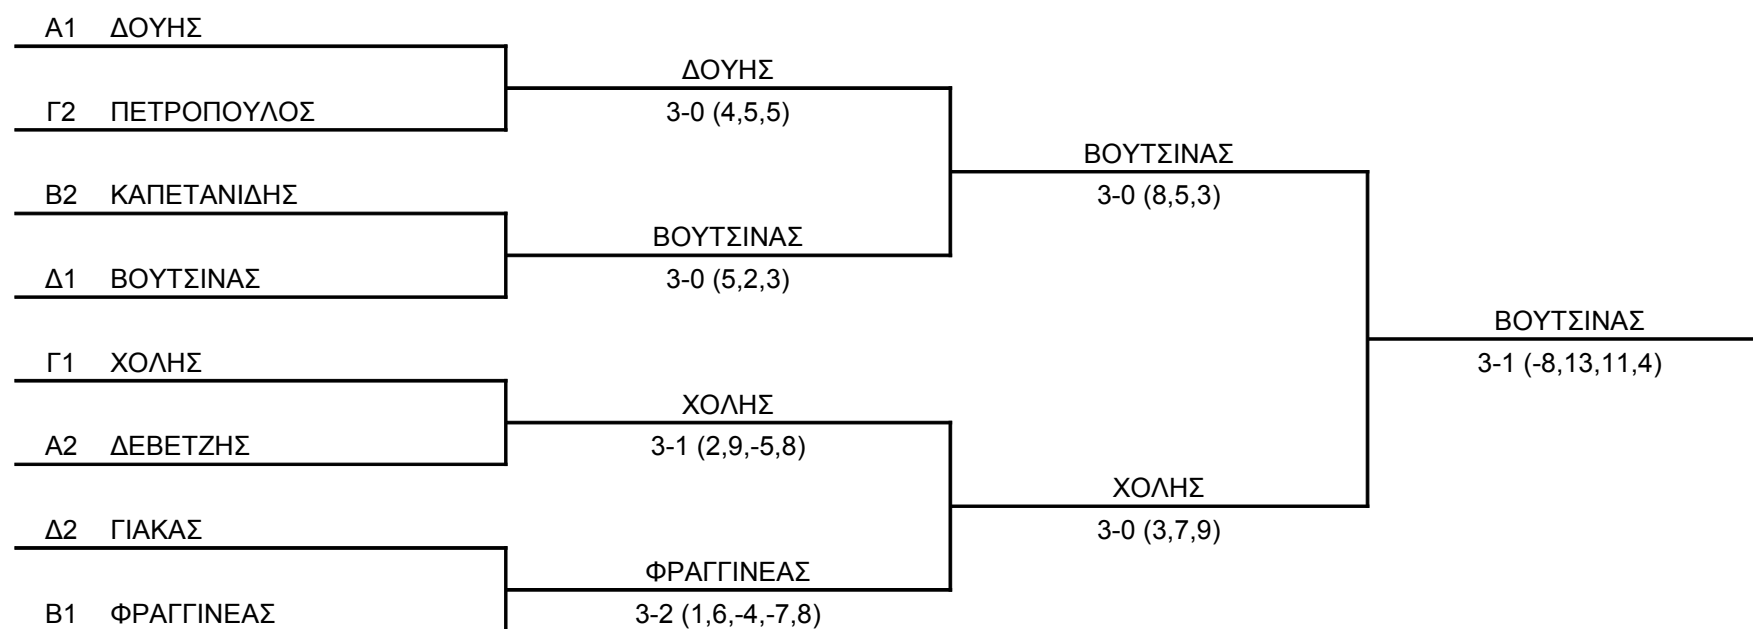 Α1 ΔΟΥΗΣ
ΔΟΥΗΣ
Γ2 ΠΕΤΡΟΠΟΥΛΟΣ
3-0 (4,5,5)
ΒΟΥΤΣΙΝΑΣ
Β2 ΚΑΠΕΤΑΝΙΔΗΣ
3-0 (8,5,3)
ΒΟΥΤΣΙΝΑΣ
Δ1 ΒΟΥΤΣΙΝΑΣ
3-0 (5,2,3)
ΒΟΥΤΣΙΝΑΣ
Γ1 ΧΟΛΗΣ
3-1 (-8,13,11,4)
ΧΟΛΗΣ
Α2 ΔΕΒΕΤΖΗΣ
3-1 (2,9,-5,8)
ΧΟΛΗΣ
Δ2 ΓΙΑΚΑΣ
3-0 (3,7,9)
ΦΡΑΓΓΙΝΕΑΣ
Β1 ΦΡΑΓΓΙΝΕΑΣ
3-2 (1,6,-4,-7,8)